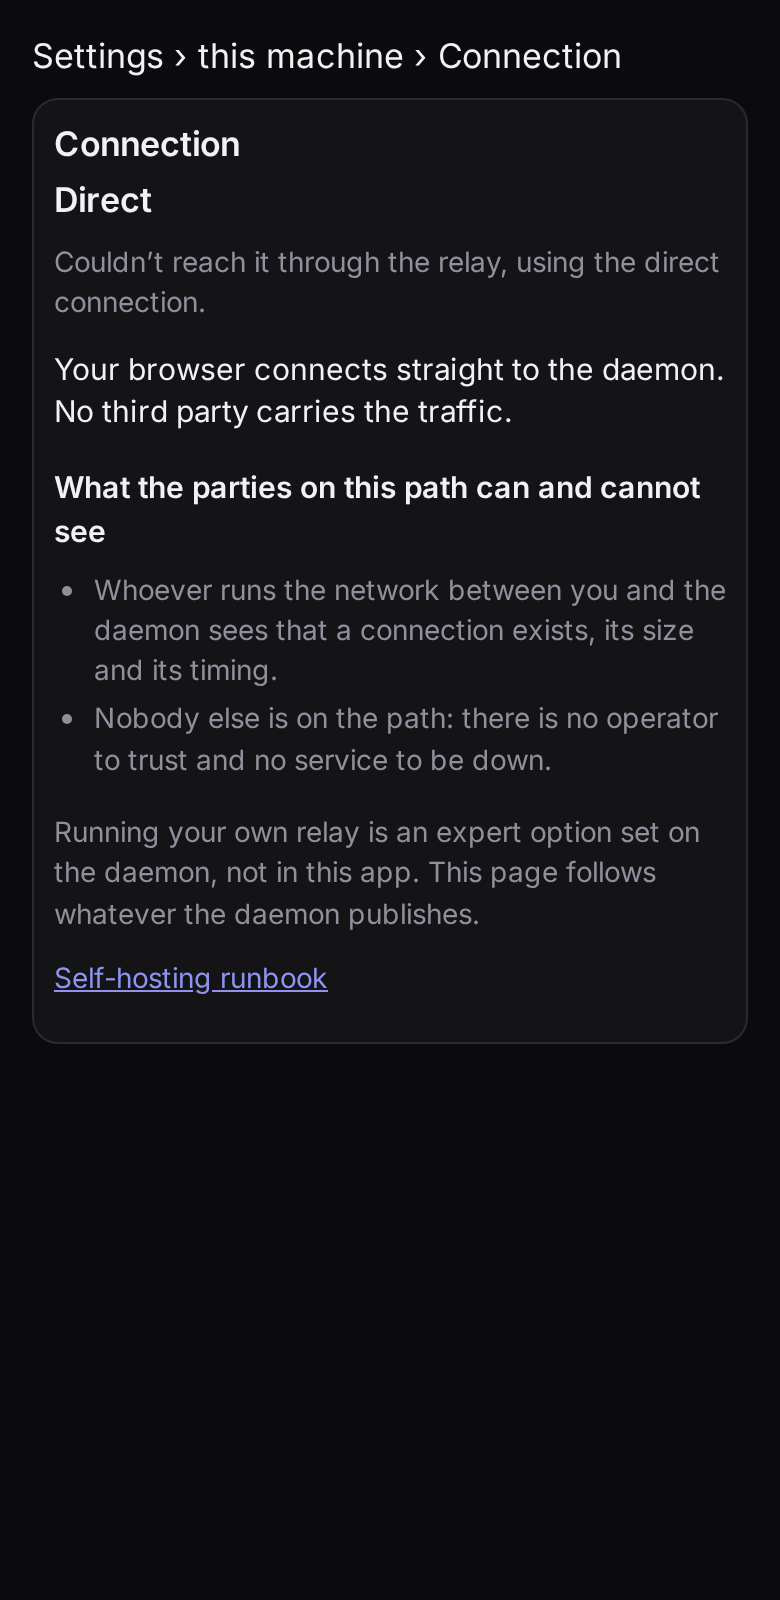 Settings › this machine › Connection
Connection
Direct
Couldn’t reach it through the relay, using the direct
connection.
Your browser connects straight to the daemon.
No third party carries the traffic.
What the parties on this path can and cannot
see
• Whoever runs the network between you and the
daemon sees that a connection exists, its size
and its timing.
• Nobody else is on the path: there is no operator
to trust and no service to be down.
Running your own relay is an expert option set on
the daemon, not in this app. This page follows
whatever the daemon publishes.
Self-hosting runbook